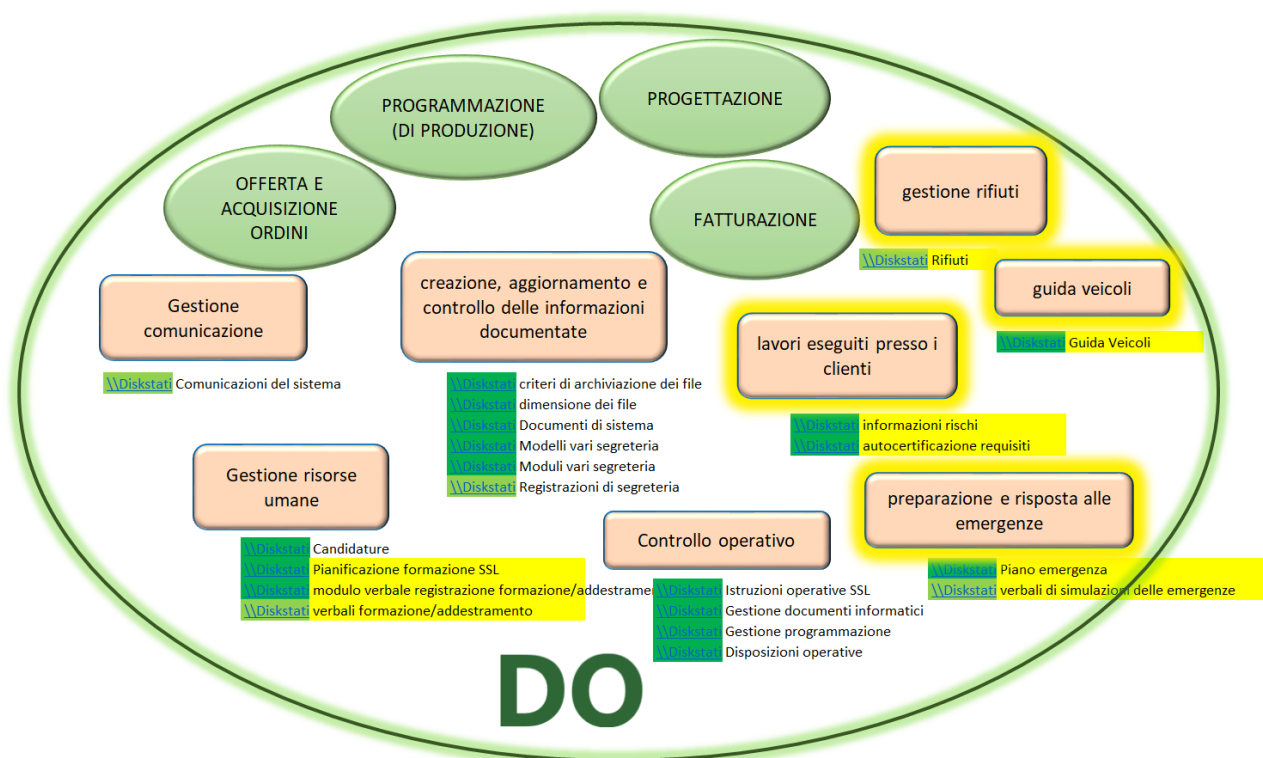 PROGRAMMAZIONE
(DI PRODUZIONE)
PROGETTAZIONE
OFFERTA E
ACQUISIZIONE
ORDINI
FATTURAZIONE
gestione rifiuti
\\Diskstati Rifiuti
guida veicoli
\\Diskstati Guida Veicoli
Gestione
comunicazione
\\Diskstati Comunicazioni del sistema
creazione, aggiornamento e
controllo delle informazioni
documentate
\\Diskstati criteri di archiviazione dei file
\\Diskstati dimensione dei file
\\Diskstati Documenti di sistema
\\Diskstati Modelli vari segreteria
\\Diskstati Moduli vari segreteria
\\Diskstati Registrazioni di segreteria
lavori eseguiti presso i
clienti
\\Diskstati informazioni rischi
\\Diskstati autocertificazione requisiti
Gestione risorse
umane
\\Diskstati Candidature
\\Diskstati Pianificazione formazione SSL
\\Diskstati modulo verbale registrazione formazione/addestramen
\\Diskstati verbali formazione/addestramento
Controllo operativo
\\Diskstati Istruzioni operative SSL
\\Diskstati Gestione documenti informatici
\\Diskstati Gestione programmazione
\\Diskstati Disposizioni operative
preparazione e risposta alle
emergenze
\\Diskstati Piano emergenza
\\Diskstati verbali di simulazioni delle emergenze
DO